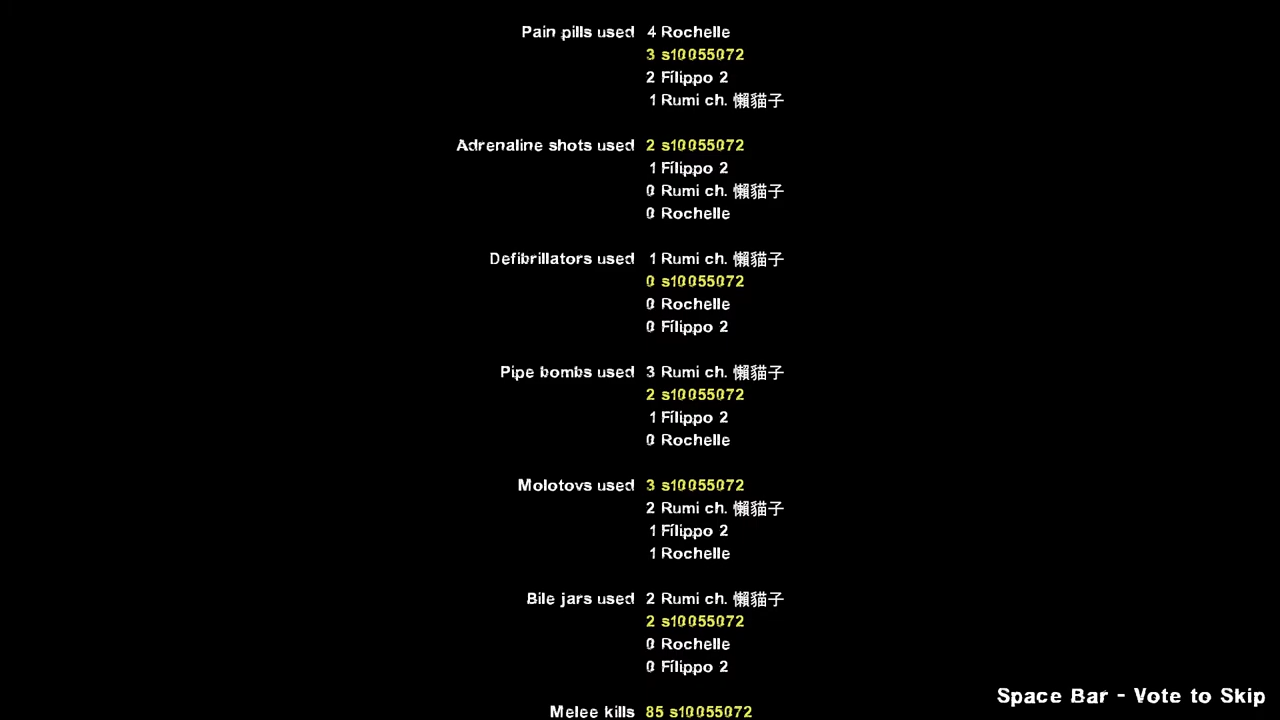 Pain pills used 4 Rochelle
3 s10055072
2 Filippo 2
1 Rumi ch. 懶貓子
Adrenaline shots used 2 s10055072
1 Filippo 2
0 Rumi ch. 懶貓子
0 Rochelle
Defibrillators used 1 Rumi ch. 懶貓子
0 s10055072
0 Rochelle
0 Filippo 2
Pipe bombs used 3 Rumi ch. 懶貓子
2 s10055072
1 Filippo 2
0 Rochelle
Molotovs used 3 s10055072
2 Rumi ch. 懶貓子
1 Filippo 2
1 Rochelle
Bile jars used 2 Rumi ch. 懶貓子
2 s10055072
0 Rochelle
0 Filippo 2
Melee kills 85 s10055072
Space Bar - Vote to Skip